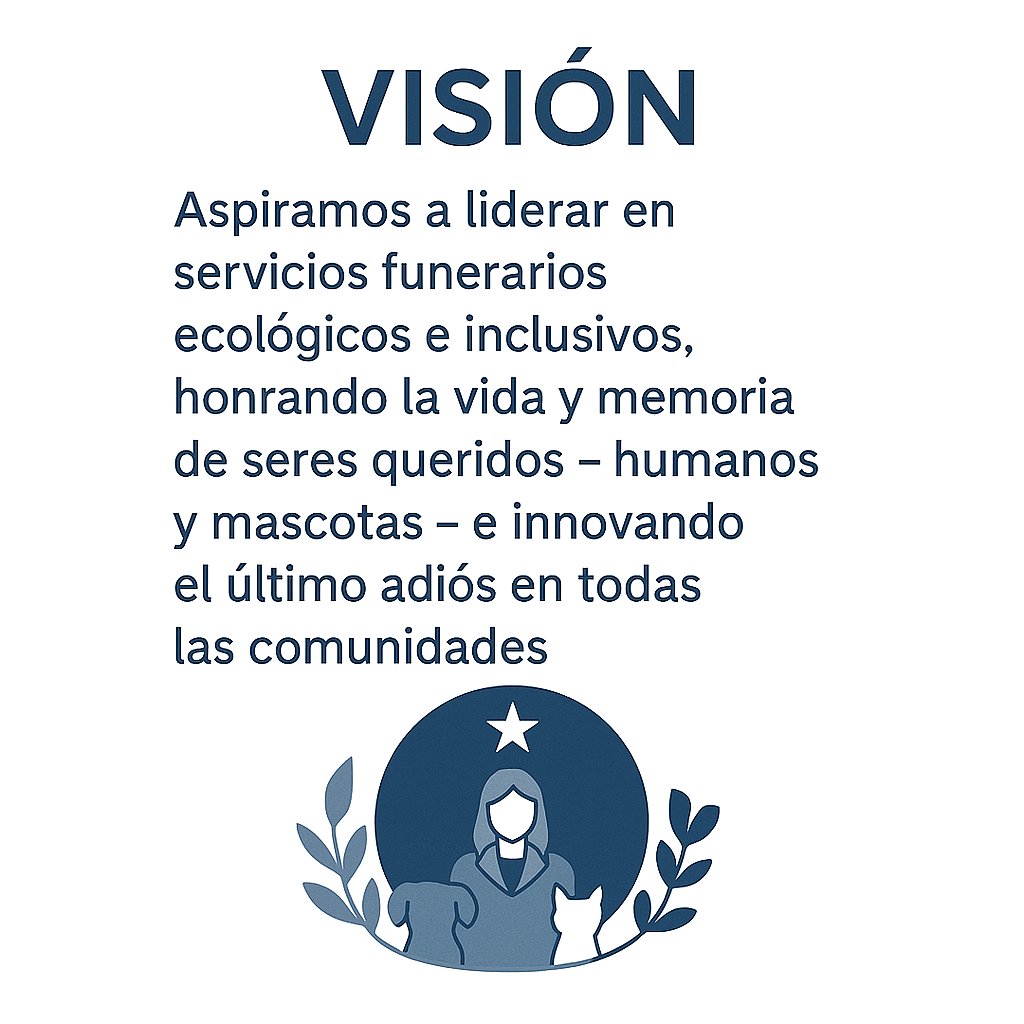 VISIÓN
Aspiramos a liderar en
servicios funerarios
ecológicos e inclusivos,
honrando la vida y memoria
de seres queridos – humanos
y mascotas – e innovando
el último adiós en todas
las comunidades